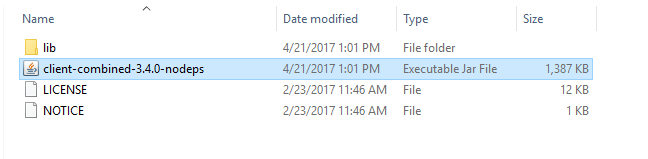 Name Date modified Type Size
lib 4/21/2017 1:01 PM File folder
client-combined-3.4.0-nodeps 4/21/2017 1:01 PM Executable Jar File 1,387 KB
LICENSE 2/23/2017 11:46 AM File 12 KB
NOTICE 2/23/2017 11:46 AM File 1 KB